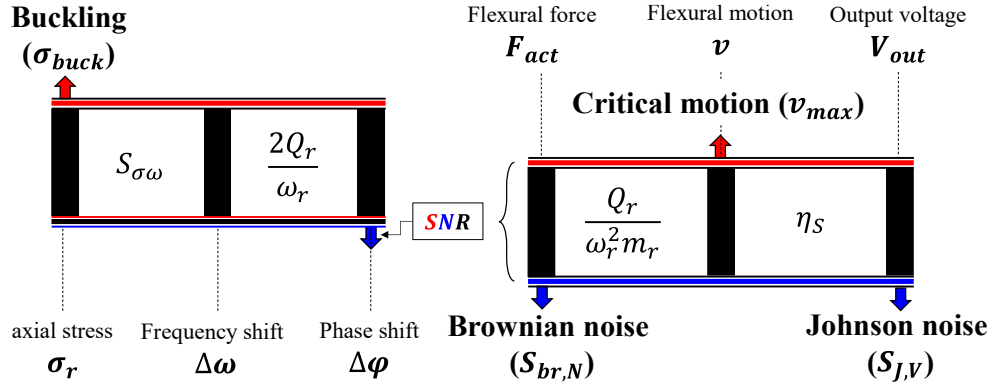 Buckling
(σ_buck)
S_σω
2Q_r
ω_r
axial stress
σ_r
Frequency shift
Δω
Phase shift
Δφ
SNR
Flexural force
F_act
Flexural motion
v
Output voltage
V_out
Critical motion (v_max)
Q_r
ω_r^2 m_r
η_S
Brownian noise
(S_br,N)
Johnson noise
(S_J,V)